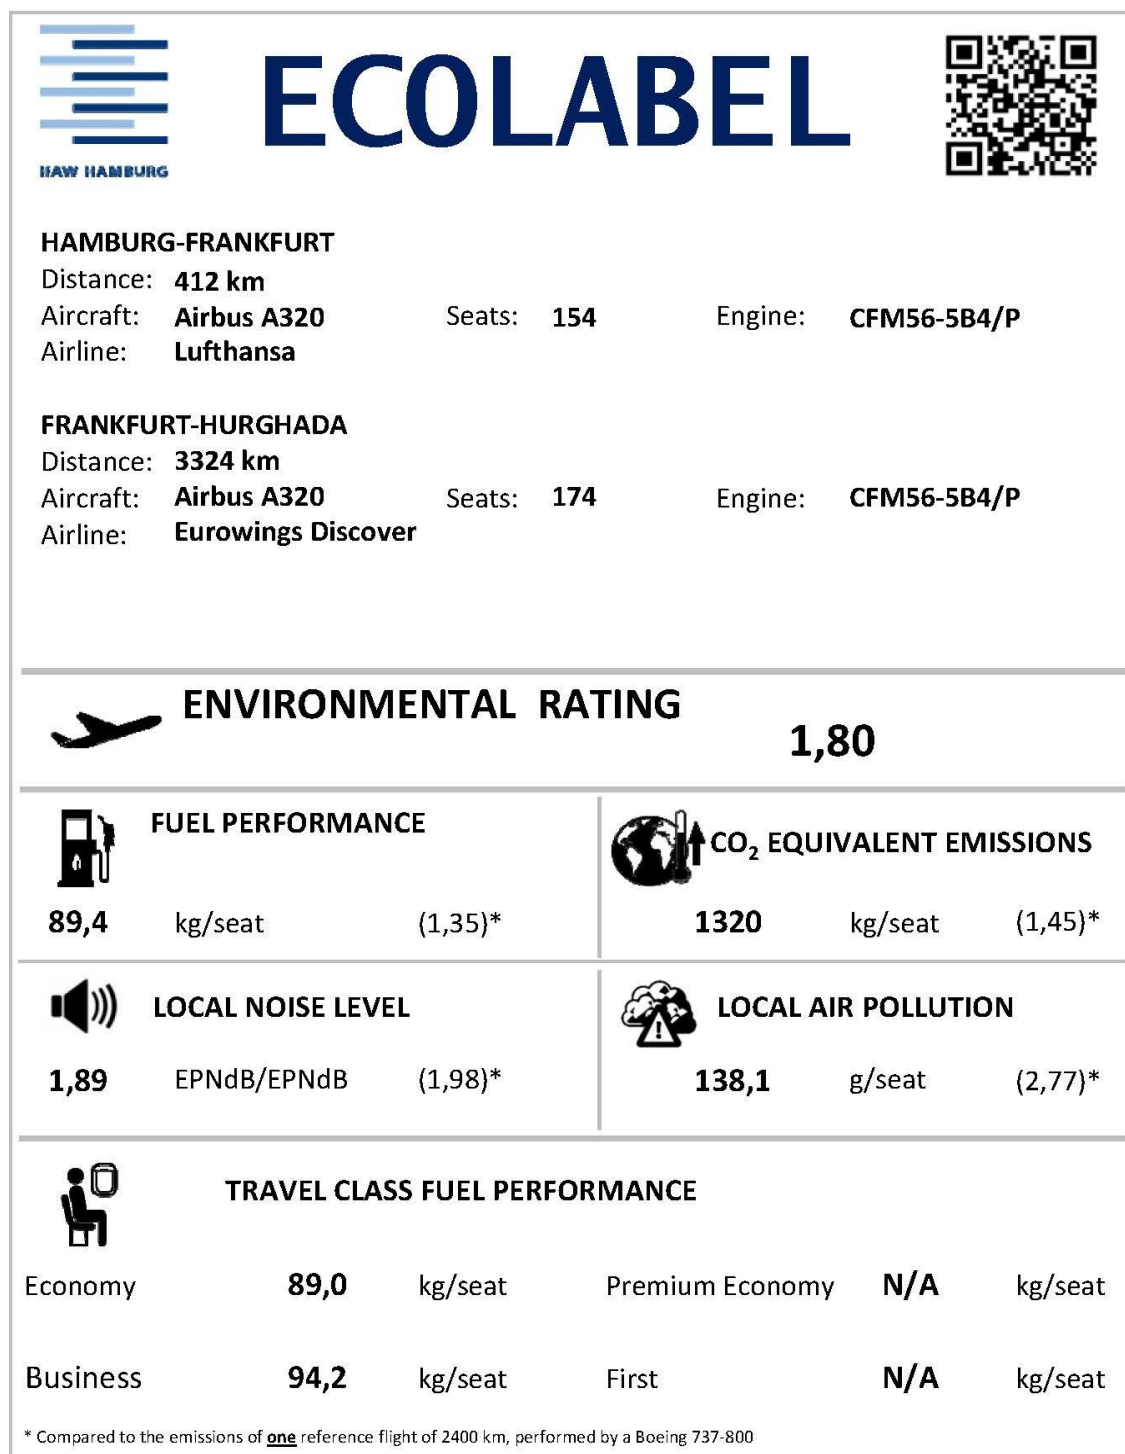 ECOLABEL
HAW HAMBURG
HAMBURG-FRANKFURT
Distance: 412 km
Aircraft: Airbus A320 Seats: 154 Engine: CFM56-5B4/P
Airline: Lufthansa
FRANKFURT-HURGHADA
Distance: 3324 km
Aircraft: Airbus A320 Seats: 174 Engine: CFM56-5B4/P
Airline: Eurowings Discover
ENVIRONMENTAL RATING
1,80
FUEL PERFORMANCE
89,4 kg/seat (1,35)*
CO₂ EQUIVALENT EMISSIONS
1320 kg/seat (1,45)*
LOCAL NOISE LEVEL
1,89 EPNdB/EPNdB (1,98)*
LOCAL AIR POLLUTION
138,1 g/seat (2,77)*
TRAVEL CLASS FUEL PERFORMANCE
Economy 89,0 kg/seat Premium Economy N/A kg/seat
Business 94,2 kg/seat First N/A kg/seat
* Compared to the emissions of one reference flight of 2400 km, performed by a Boeing 737-800